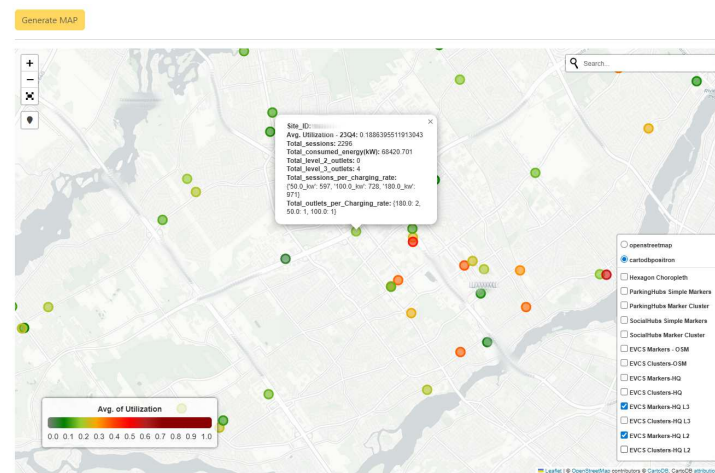 Generate MAP
+
−
Search...
Site_ID:
Avg. Utilization - 23Q4: 0.1886395511913043
Total_sessions: 2296
Total_consumed_energy(kW): 68420.701
Total_level_2_outlets: 0
Total_level_3_outlets: 4
Total_sessions_per_charging_rate:
{'50.0_kw': 597, '100.0_kw': 728, '180.0_kw':
971}
Total_outlets_per_Charging_rate: {180.0: 2,
50.0: 1, 100.0: 1}
×
openstreetmap
cartodbpositron
Hexagon Choropleth
ParkingHubs Simple Markers
ParkingHubs Marker Cluster
SocialHubs Simple Markers
SocialHubs Marker Cluster
EVCS Markers - OSM
EVCS Clusters-OSM
EVCS Markers-HQ
EVCS Clusters-HQ
EVCS Markers-HQ L3
EVCS Clusters-HQ L3
EVCS Markers-HQ L2
EVCS Clusters-HQ L2
Avg. of Utilization
0.0 0.1 0.2 0.3 0.4 0.5 0.6 0.7 0.8 0.9 1.0
Leaflet | © OpenStreetMap contributors © CartoDB, CartoDB attributio